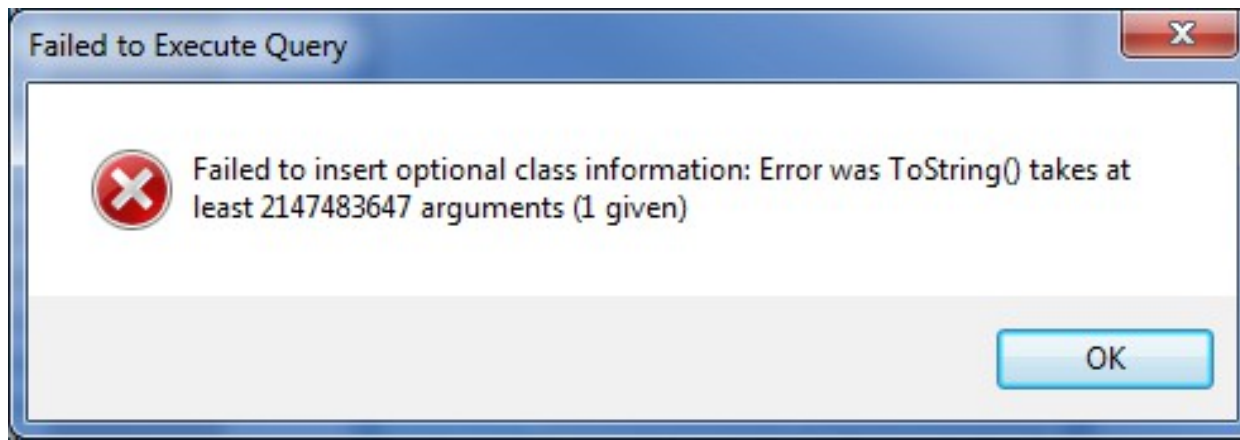 Failed to Execute Query
Failed to insert optional class information: Error was ToString() takes at
least 2147483647 arguments (1 given)
OK